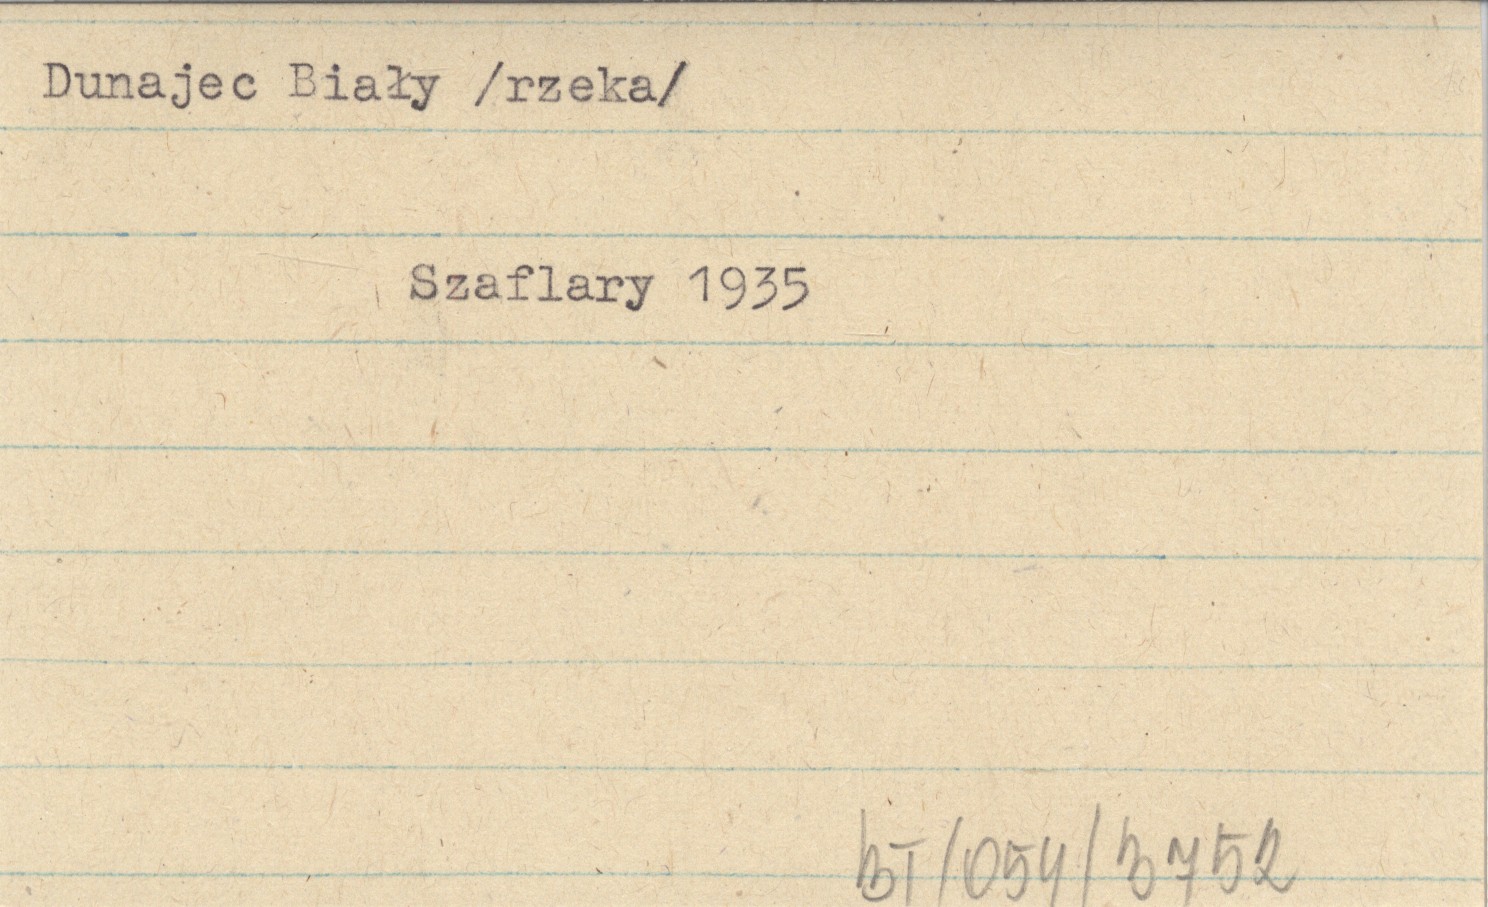 Dunajec Biały /rzeka/
Szaflary 1935
BT/054/3752